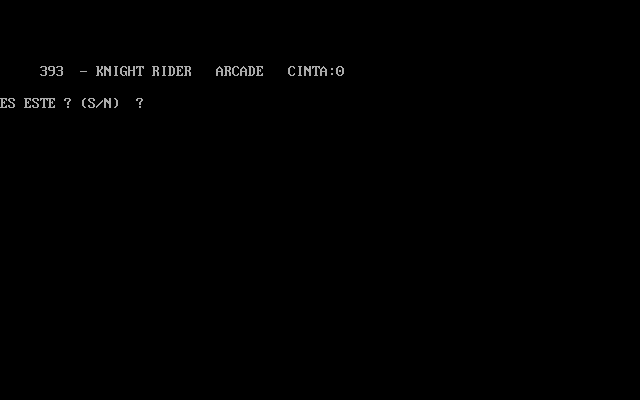 393  - KNIGHT RIDER   ARCADE   CINTA:0
ES ESTE ? (S/N)  ?